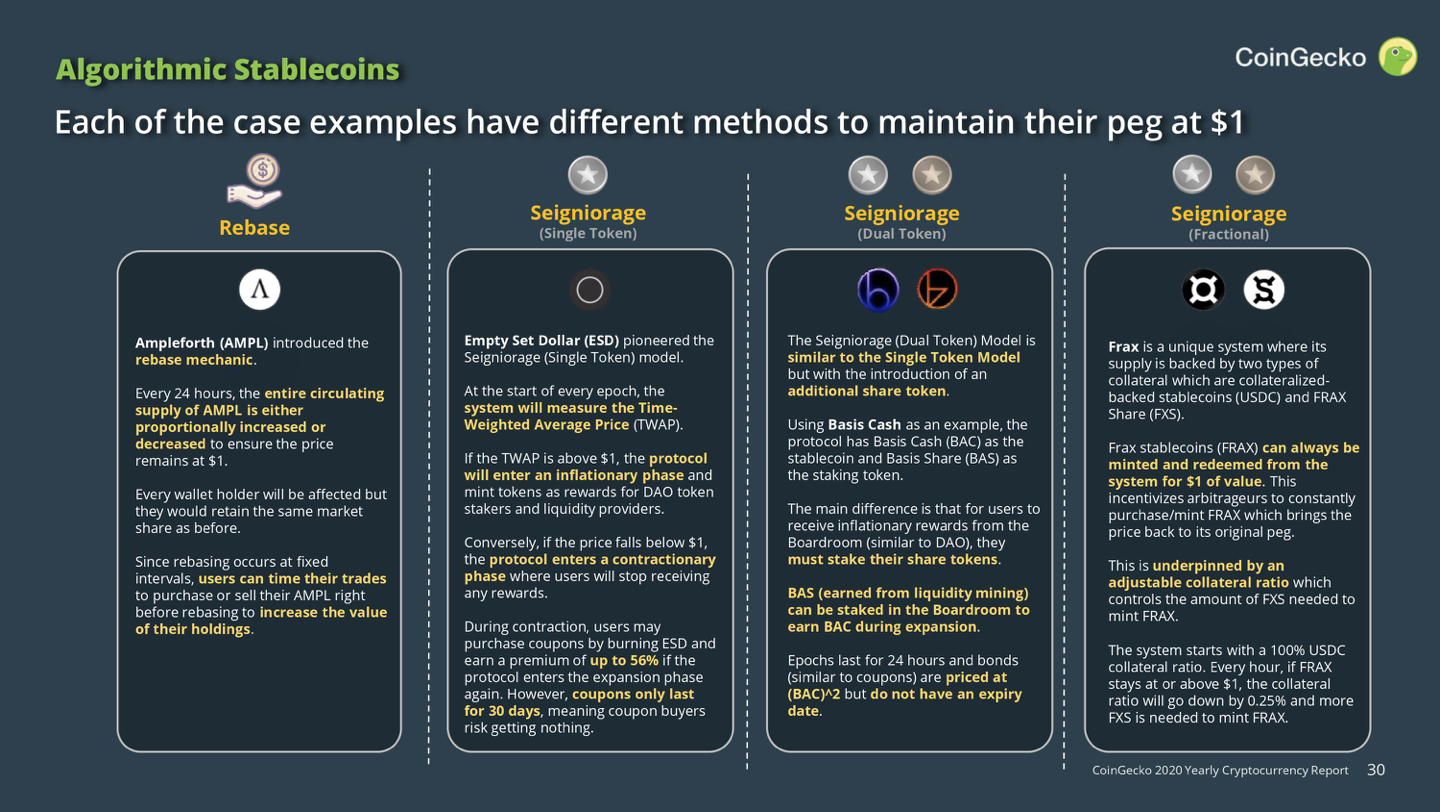 Algorithmic Stablecoins
CoinGecko
Each of the case examples have different methods to maintain their peg at $1
Rebase
Ampleforth (AMPL) introduced the
rebase mechanic.
Every 24 hours, the entire circulating
supply of AMPL is either
proportionally increased or
decreased to ensure the price
remains at $1.
Every wallet holder will be affected but
they would retain the same market
share as before.
Since rebasing occurs at fixed
intervals, users can time their trades
to purchase or sell their AMPL right
before rebasing to increase the value
of their holdings.
Seigniorage
(Single Token)
Empty Set Dollar (ESD) pioneered the
Seigniorage (Single Token) model.
At the start of every epoch, the
system will measure the Time-
Weighted Average Price (TWAP).
If the TWAP is above $1, the protocol
will enter an inflationary phase and
mint tokens as rewards for DAO token
stakers and liquidity providers.
Conversely, if the price falls below $1,
the protocol enters a contractionary
phase where users will stop receiving
any rewards.
During contraction, users may
purchase coupons by burning ESD and
earn a premium of up to 56% if the
protocol enters the expansion phase
again. However, coupons only last
for 30 days, meaning coupon buyers
risk getting nothing.
Seigniorage
(Dual Token)
The Seigniorage (Dual Token) Model is
similar to the Single Token Model
but with the introduction of an
additional share token.
Using Basis Cash as an example, the
protocol has Basis Cash (BAC) as the
stablecoin and Basis Share (BAS) as
the staking token.
The main difference is that for users to
receive inflationary rewards from the
Boardroom (similar to DAO), they
must stake their share tokens.
BAS (earned from liquidity mining)
can be staked in the Boardroom to
earn BAC during expansion.
Epochs last for 24 hours and bonds
(similar to coupons) are priced at
(BAC)^2 but do not have an expiry
date.
Seigniorage
(Fractional)
Frax is a unique system where its
supply is backed by two types of
collateral which are collateralized-
backed stablecoins (USDC) and FRAX
Share (FXS).
Frax stablecoins (FRAX) can always be
minted and redeemed from the
system for $1 of value. This
incentivizes arbitrageurs to constantly
purchase/mint FRAX which brings the
price back to its original peg.
This is underpinned by an
adjustable collateral ratio which
controls the amount of FXS needed to
mint FRAX.
The system starts with a 100% USDC
collateral ratio. Every hour, if FRAX
stays at or above $1, the collateral
ratio will go down by 0.25% and more
FXS is needed to mint FRAX.
CoinGecko 2020 Yearly Cryptocurrency Report 30